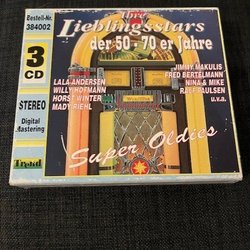 Bestell-Nr.
384002
Ihre
Lieblingsstars
der 50 - 70 er Jahre
3
CD
STEREO
Digital
Mastering
Trend
LALA ANDERSEN
WILLY HOFMANN
HORST WINTER
MADY RIEHL
JIMMY MAKULIS
FRED BERTELMANN
NINA & MIKE
RALF PAULSEN
u.v.a.
Super Oldies